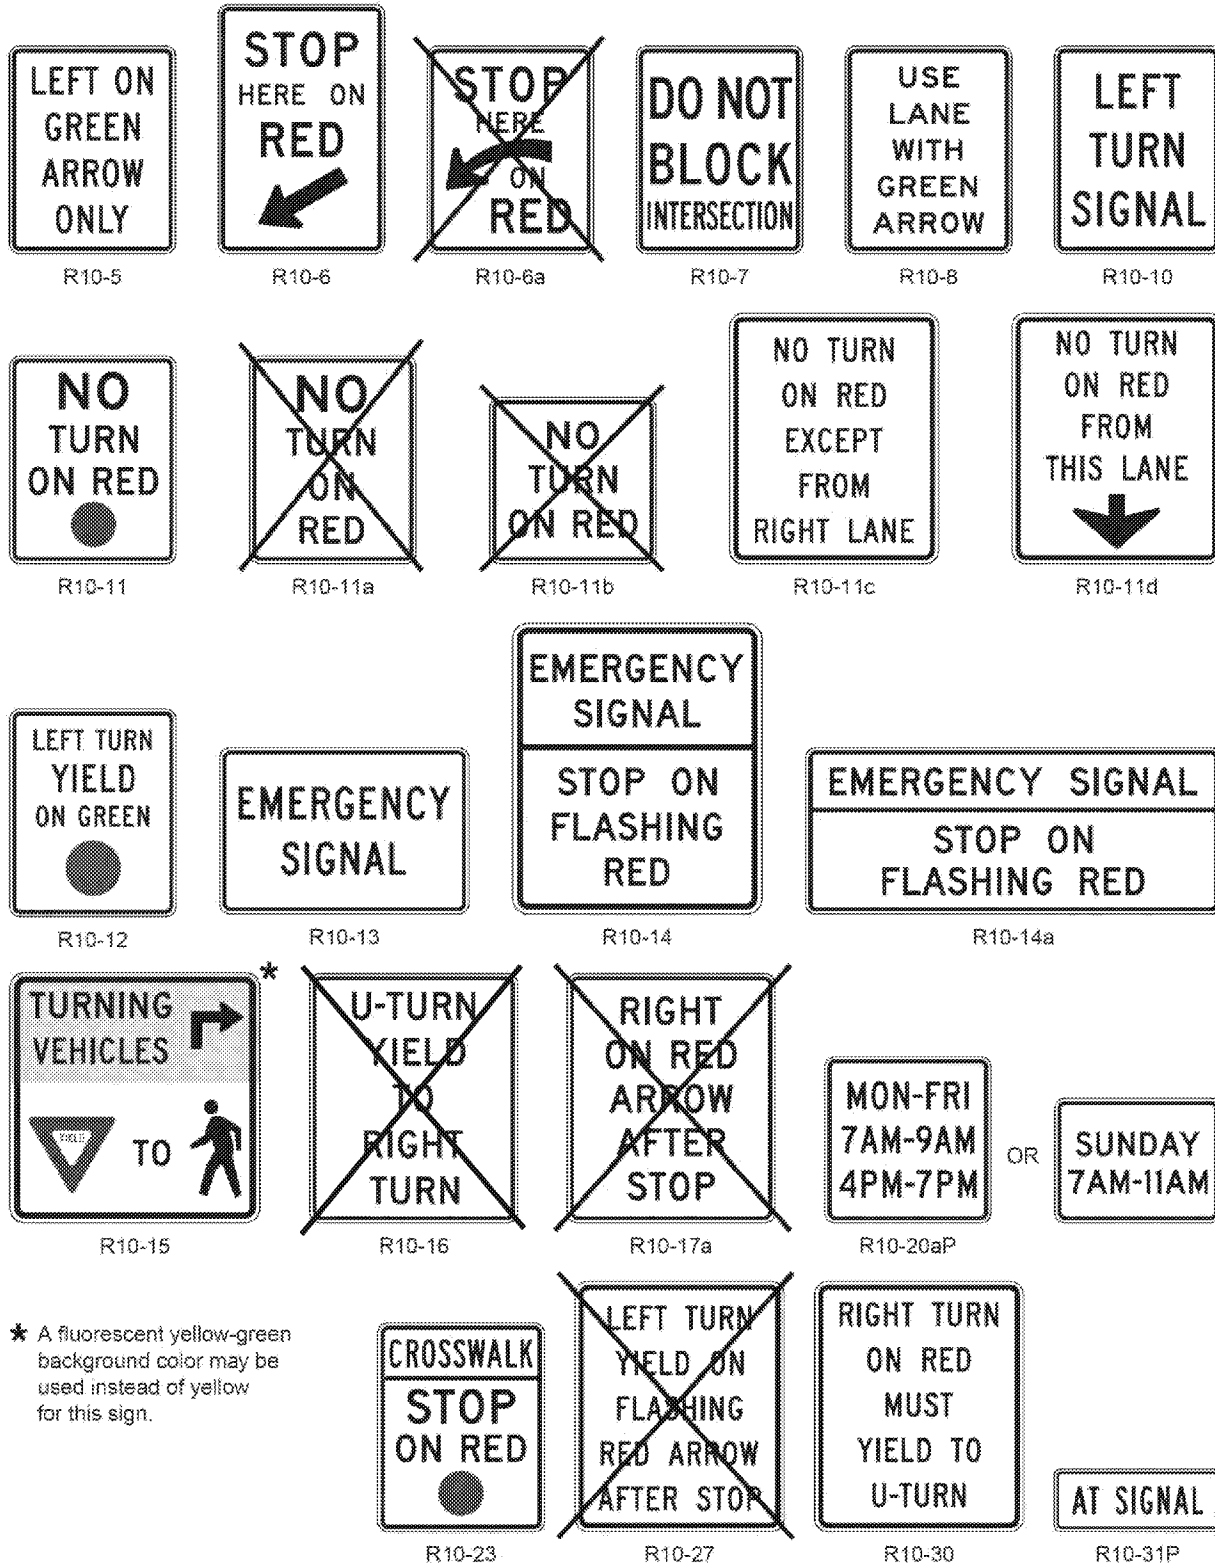 LEFT ON
GREEN
ARROW
ONLY
R10-5
STOP
HERE ON
RED
R10-6
STOP
HERE
ON
RED
R10-6a
DO NOT
BLOCK
INTERSECTION
R10-7
USE
LANE
WITH
GREEN
ARROW
R10-8
LEFT
TURN
SIGNAL
R10-10
NO
TURN
ON RED
R10-11
NO
TURN
ON
RED
R10-11a
NO
TURN
ON RED
R10-11b
NO TURN
ON RED
EXCEPT
FROM
RIGHT LANE
R10-11c
NO TURN
ON RED
FROM
THIS LANE
R10-11d
LEFT TURN
YIELD
ON GREEN
R10-12
EMERGENCY
SIGNAL
R10-13
EMERGENCY
SIGNAL
STOP ON
FLASHING
RED
R10-14
EMERGENCY SIGNAL
STOP ON
FLASHING RED
R10-14a
TURNING
VEHICLES
YIELD
TO
*
R10-15
U-TURN
YIELD
TO
RIGHT
TURN
R10-16
RIGHT
ON RED
ARROW
AFTER
STOP
R10-17a
MON-FRI
7AM-9AM
4PM-7PM
R10-20aP
OR
SUNDAY
7AM-11AM
* A fluorescent yellow-green
background color may be
used instead of yellow
for this sign.
CROSSWALK
STOP
ON RED
R10-23
LEFT TURN
YIELD ON
FLASHING
RED ARROW
AFTER STOP
R10-27
RIGHT TURN
ON RED
MUST
YIELD TO
U-TURN
R10-30
AT SIGNAL
R10-31P